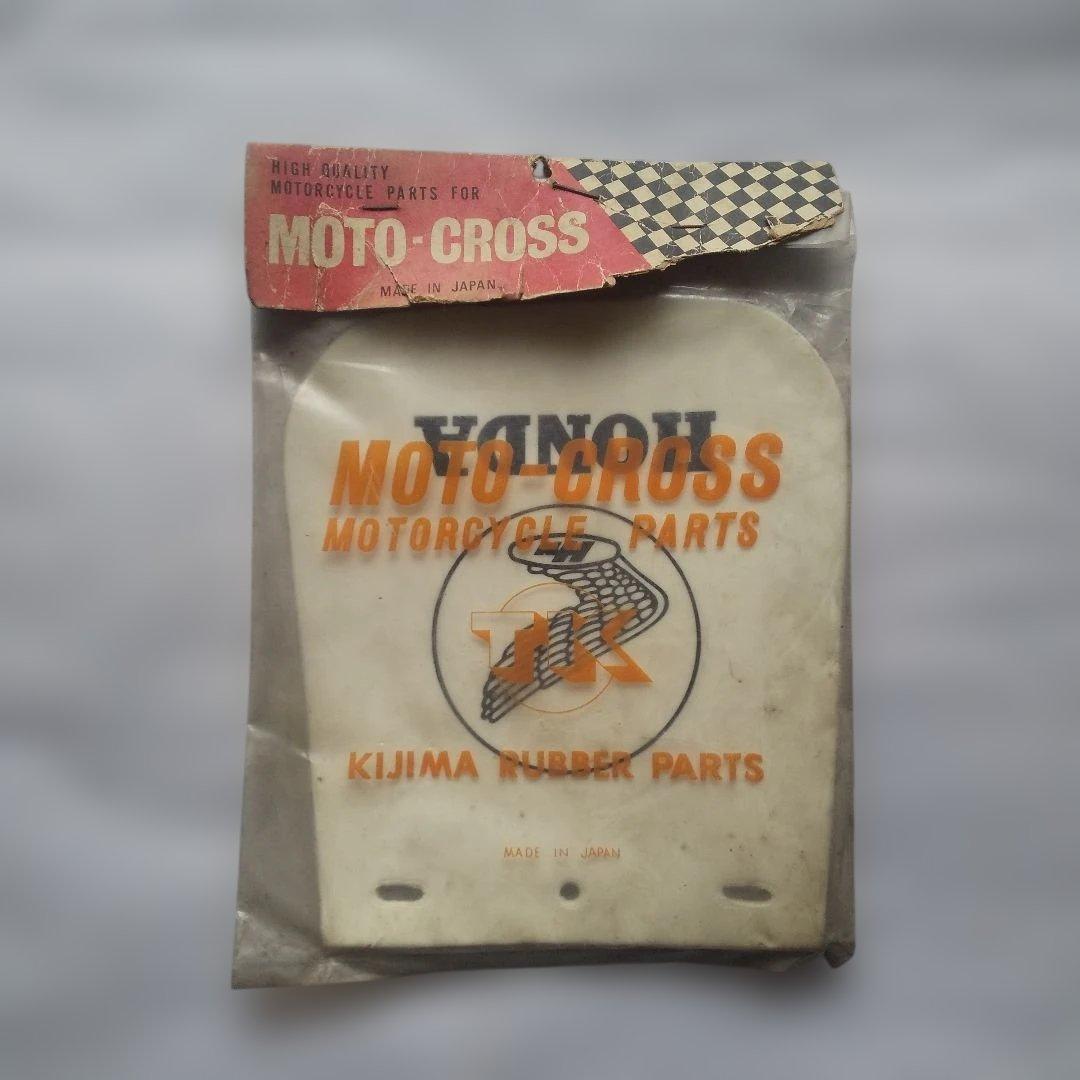 HIGH QUALITY
MOTORCYCLE PARTS FOR
MOTO-CROSS
MADE IN JAPAN
HONDA
MOTO-CROSS
MOTORCYCLE PARTS
TK
KIJIMA RUBBER PARTS
MADE IN JAPAN